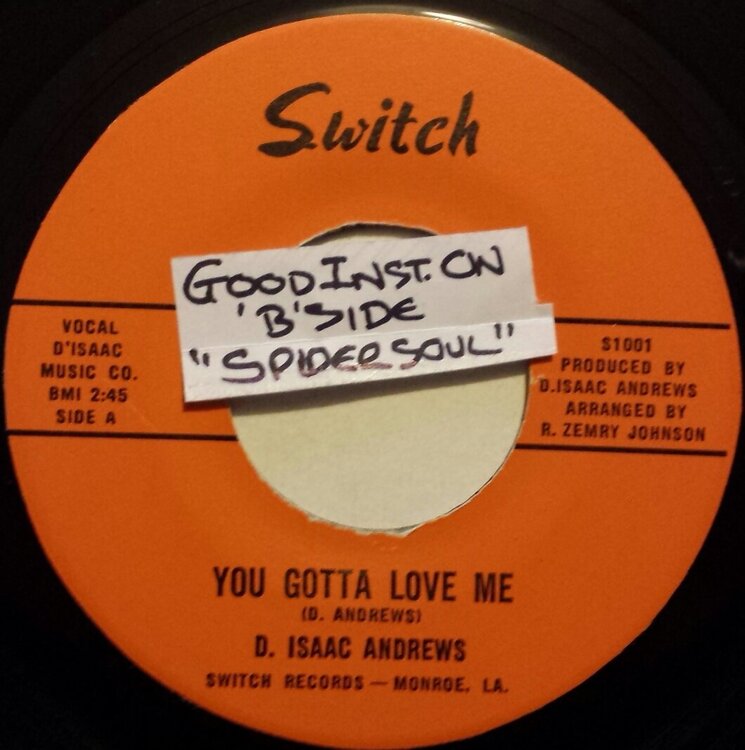 Switch
GOOD INST. ON
'B' SIDE
"SPIDER SOUL"
VOCAL
D'ISAAC
MUSIC CO.
BMI 2:45
SIDE A
S1001
PRODUCED BY
D.ISAAC ANDREWS
ARRANGED BY
R. ZEMRY JOHNSON
YOU GOTTA LOVE ME
(D. ANDREWS)
D. ISAAC ANDREWS
SWITCH RECORDS — MONROE, LA.